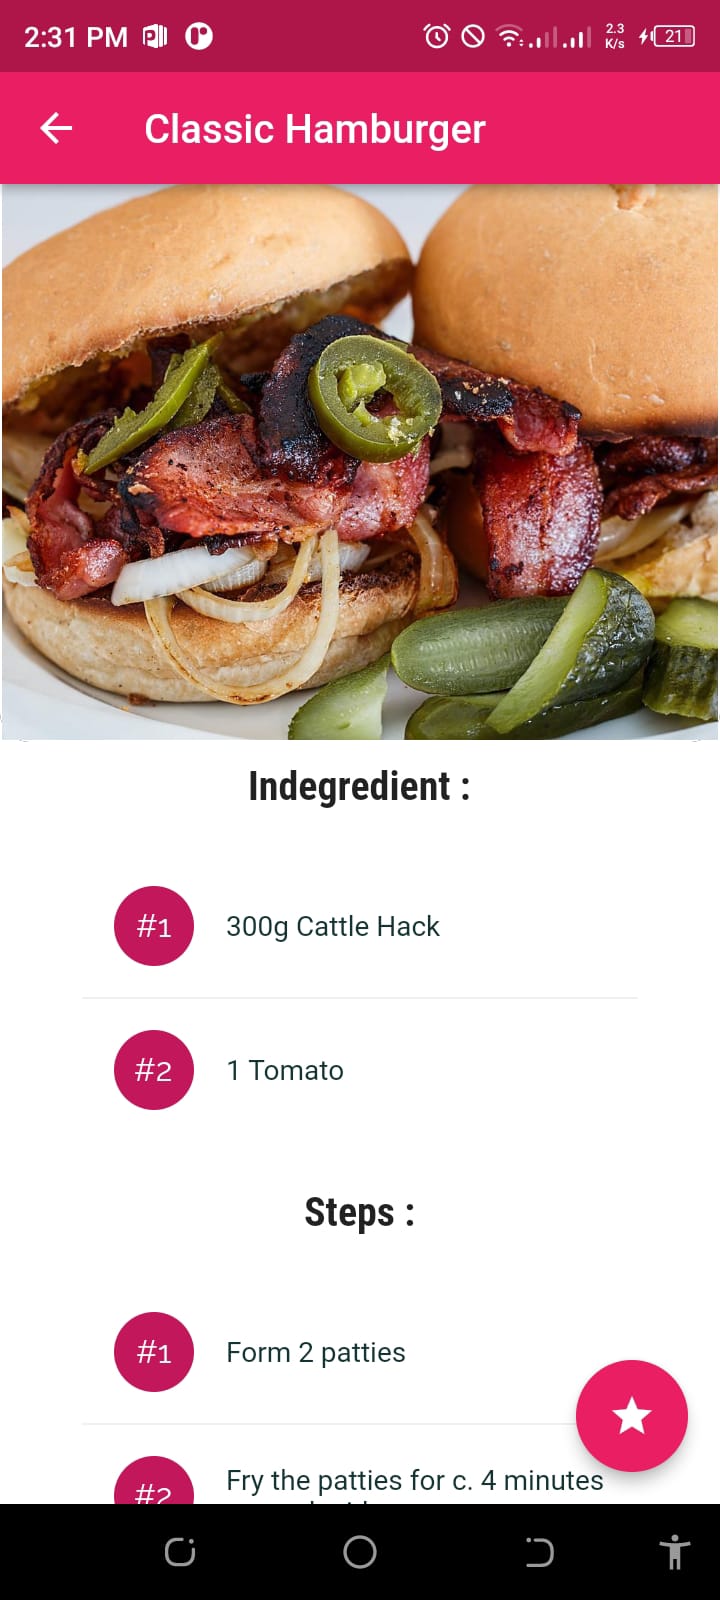 2:31 PM
2.3
K/s
21
Classic Hamburger
Indegredient :
#1
300g Cattle Hack
#2
1 Tomato
Steps :
#1
Form 2 patties
#2
Fry the patties for c. 4 minutes